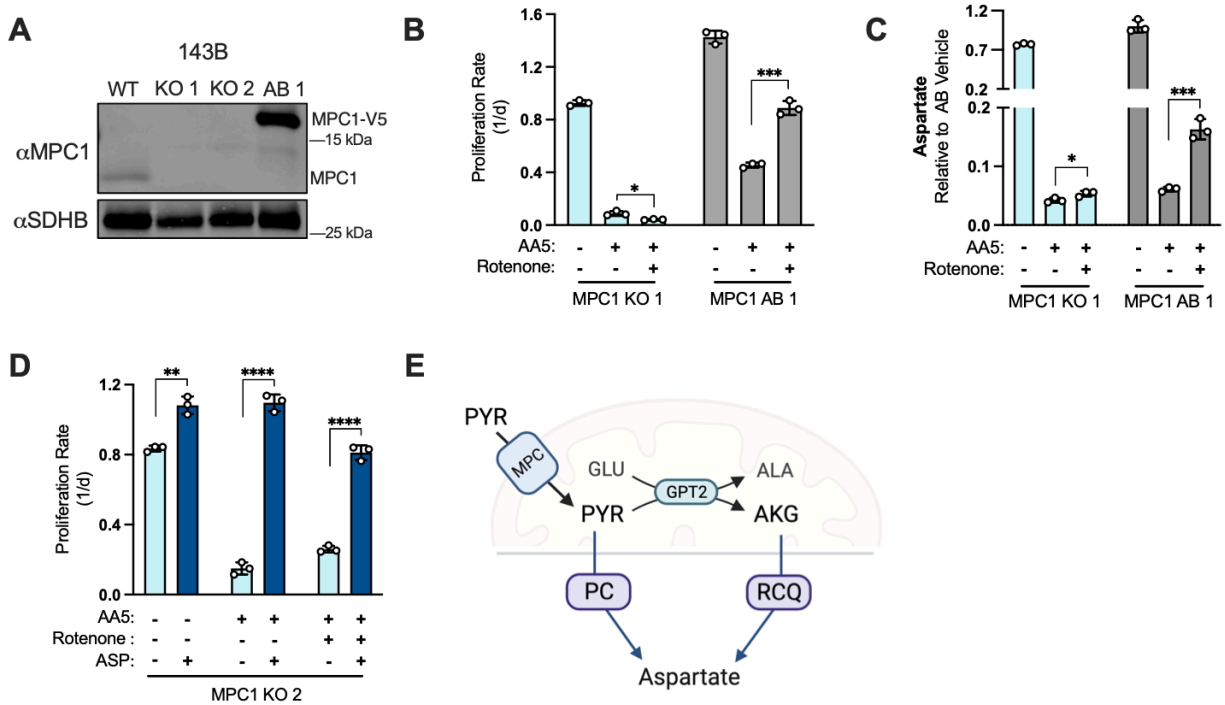 A
143B
WT KO 1 KO 2 AB 1
αMPC1
MPC1-V5
—15 kDa
MPC1
αSDHB
—25 kDa
B
Proliferation Rate
(1/d)
1.6
1.2
0.8
0.4
0.0
*
***
AA5: - + + - + +
Rotenone: - - + - - +
MPC1 KO 1 MPC1 AB 1
C
Aspartate
Relative to AB Vehicle
1.2
0.7
0.2
0.2
0.1
0.0
*
***
AA5: - + + - + +
Rotenone: - - + - - +
MPC1 KO 1 MPC1 AB 1
D
Proliferation Rate
(1/d)
1.2
0.8
0.4
0.0
**
****
****
AA5: - - + + + +
Rotenone : - - - - + +
ASP: - + - + - +
MPC1 KO 2
E
PYR
MPC
GLU ALA
GPT2
PYR AKG
PC RCQ
Aspartate